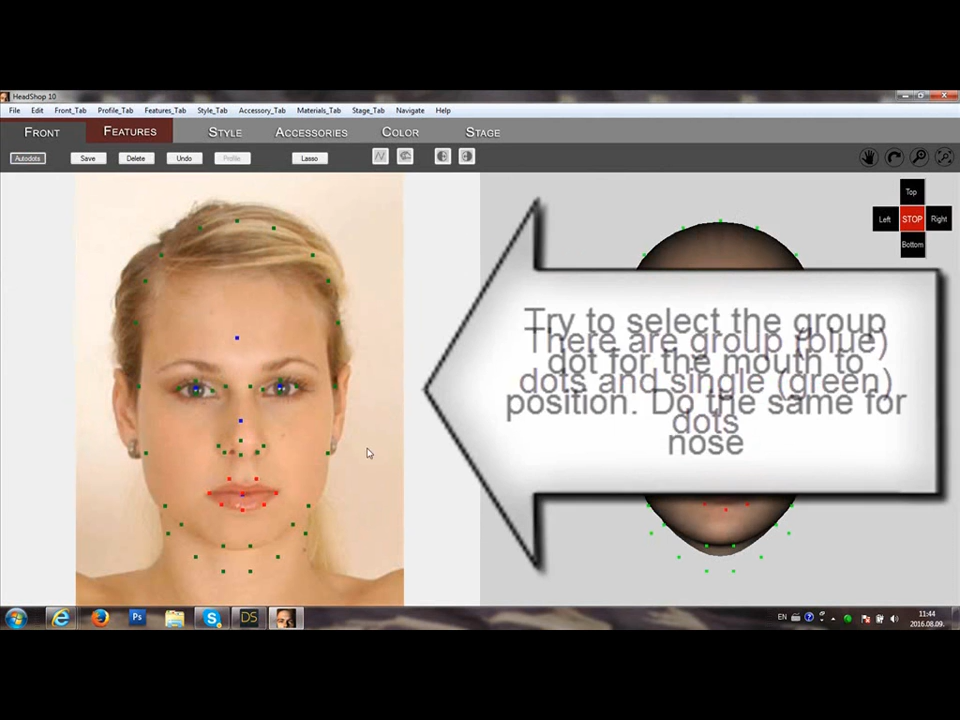 HeadShop 10
File Edit Front_Tab Profile_Tab Features_Tab Style_Tab Accessory_Tab Materials_Tab Stage_Tab Navigate Help
FRONT FEATURES STYLE ACCESSORIES COLOR STAGE
Autodots Save Delete Undo Profile Lasso
Top
Left STOP Right
Bottom
Try to select the group
There are group (blue)
dot for the mouth to
dots and single (green)
position. Do the same for
dots
nose
Ps S DS EN 11:44
2016.08.09.